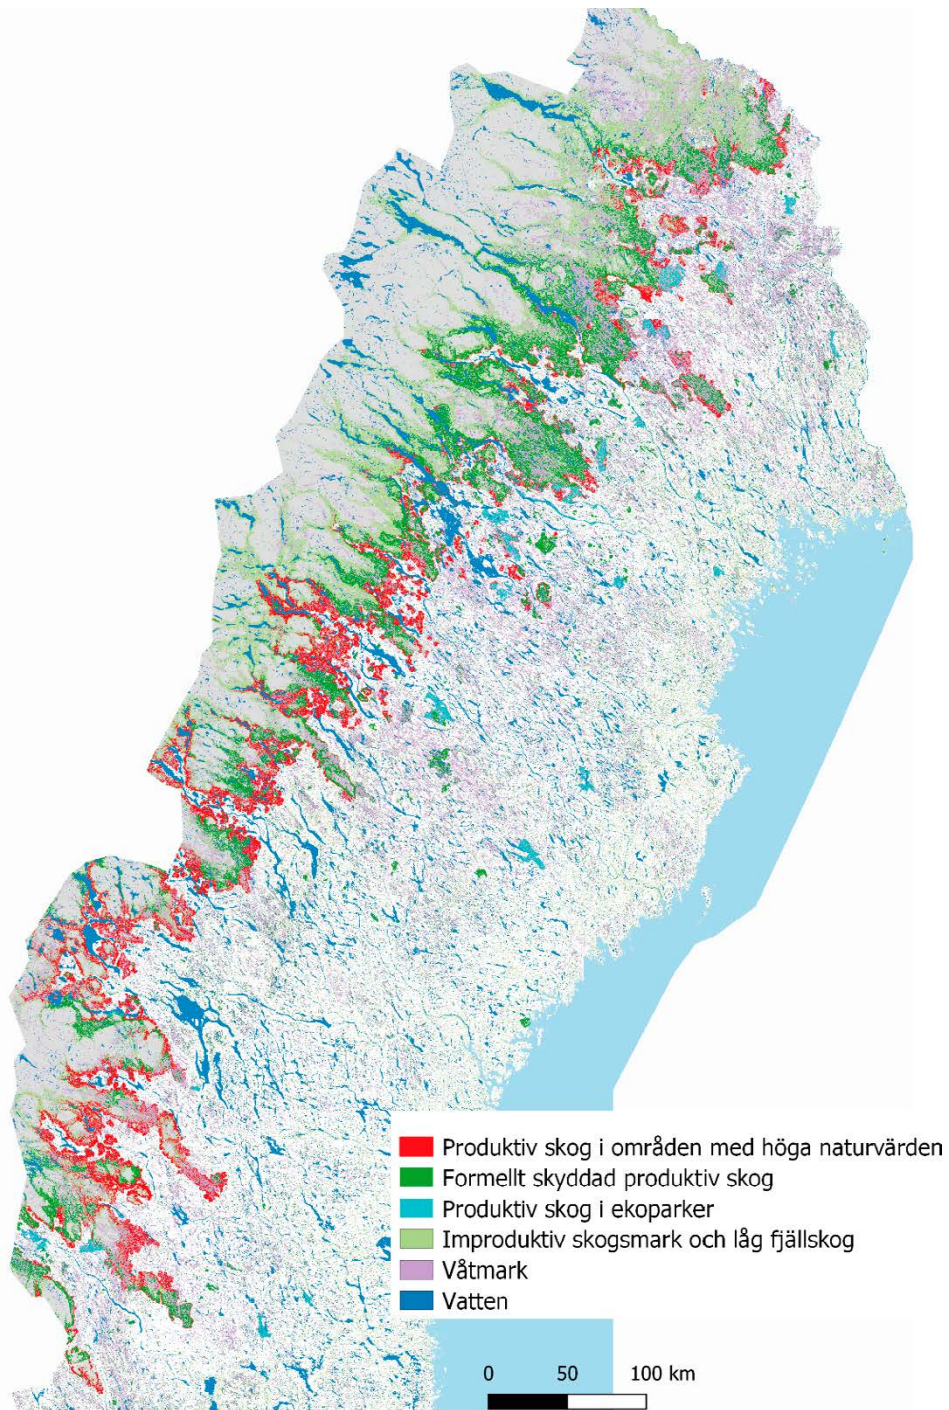 Produktiv skog i områden med höga naturvärden
Formellt skyddad produktiv skog
Produktiv skog i ekoparker
Improduktiv skogsmark och låg fjällskog
Våtmark
Vatten
0 50 100 km